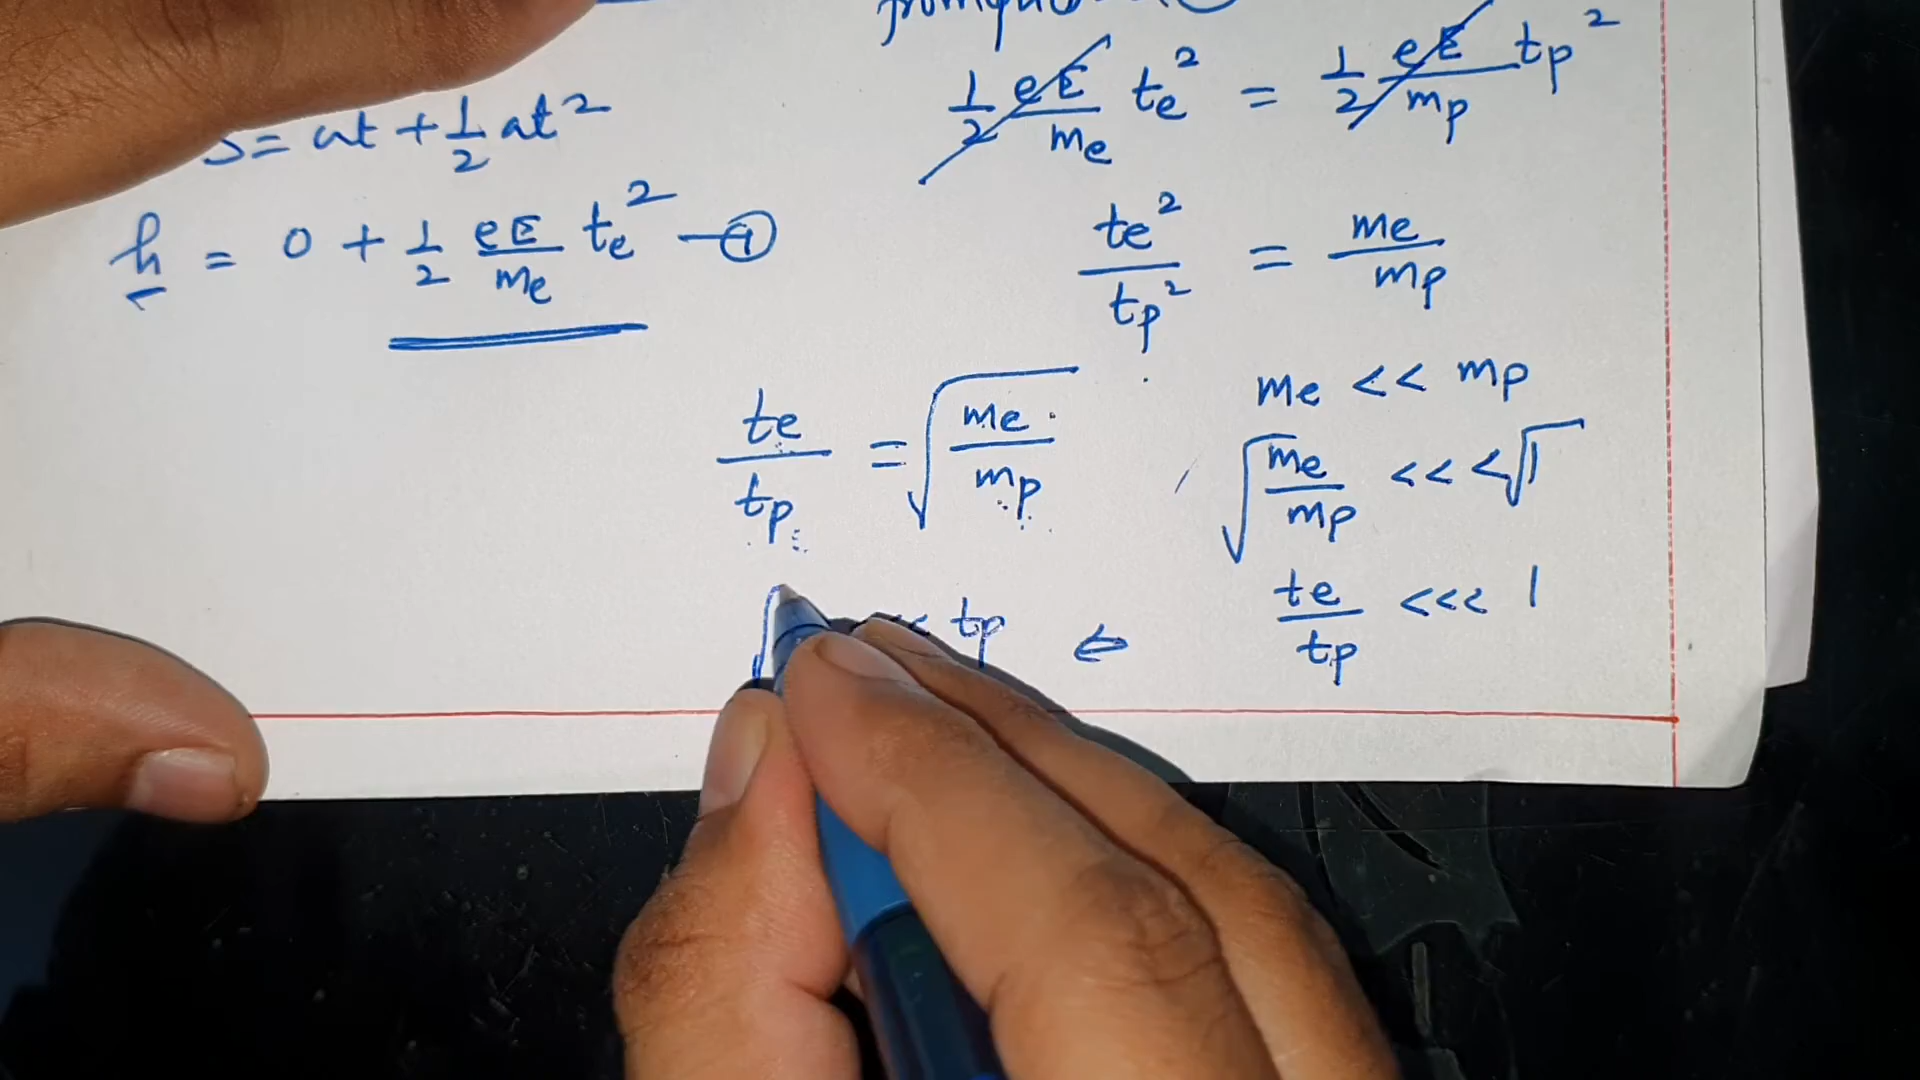 S = ut + 1/2 at²
h = 0 + 1/2 eE/me te² — ①
1/2 eE/me te² = 1/2 eE/mp tp²
te²/tp² = me/mp
me << mp
te/tp = √(me/mp)
√(me/mp) <<< √1
te/tp <<< 1
<<< tp ⇐